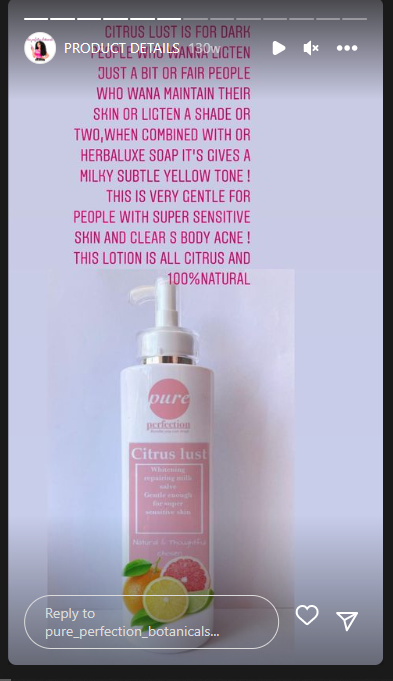 CITRUS LUST IS FOR DARK
PRODUCT DETAILS 130w
PEOPLE WHO WANNA LIGTEN
JUST A BIT OR FAIR PEOPLE
WHO WANA MAINTAIN THEIR
SKIN OR LIGTEN A SHADE OR
TWO,WHEN COMBINED WITH OR
HERBALUXE SOAP IT'S GIVES A
MILKY SUBTLE YELLOW TONE !
THIS IS VERY GENTLE FOR
PEOPLE WITH SUPER SENSITIVE
SKIN AND CLEAR S BODY ACNE !
THIS LOTION IS ALL CITRUS AND
100%NATURAL
pure
perfection
Citrus lust
Whitening
repairing milk
Gentle enough
for super
sensitive skin
Natural & Thoughtful
Reply to
pure_perfection_botanicals...